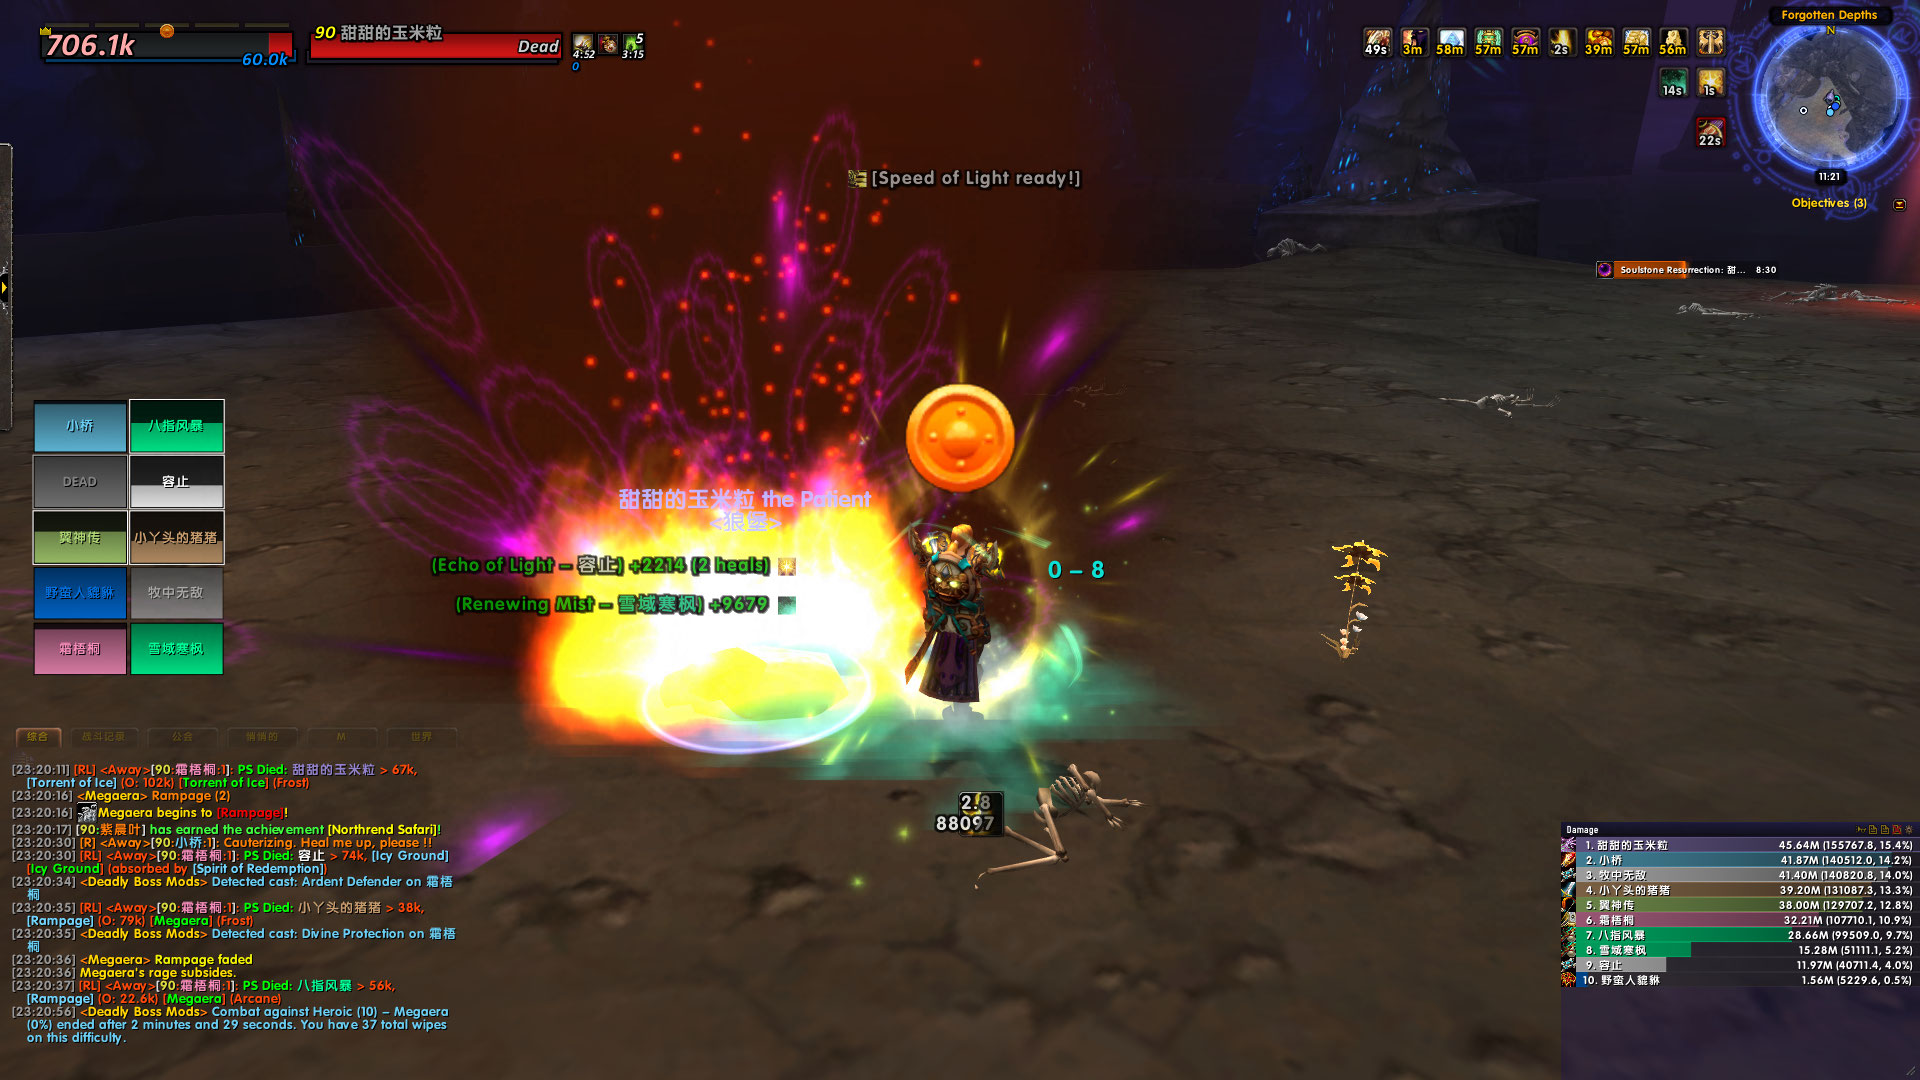 706.1k
60.0k
90 甜甜的玉米粒
Dead
4:52
0
5
3:15
49s
3m
58m
57m
57m
2s
39m
57m
56m
14s
1s
22s
Forgotten Depths
N
11:21
Objectives (3)
[Speed of Light ready!]
Soulstone Resurrection: 甜... 8:30
小桥
八指风暴
DEAD
容止
翼神传
小丫头的猪猪
野蛮人貔貅
牧中无敌
霜梧桐
雪域寒枫
甜甜的玉米粒 the Patient
<狼堡>
(Echo of Light – 容止) +2214 (2 heals)
(Renewing Mist – 雪域寒枫) +9679
0 – 8
2.8
88097
综合
战斗记录
公会
悄悄的
M
世界
[23:20:11] [RL] <Away>[90:霜梧桐:1]: PS Died: 甜甜的玉米粒 > 67k,
[Torrent of Ice] (O: 102k) [Torrent of Ice] (Frost)
[23:20:16] <Megaera> Rampage (2)
[23:20:16] Megaera begins to [Rampage]!
[23:20:17] [90:紫晨叶] has earned the achievement [Northrend Safari]!
[23:20:30] [R] <Away>[90:小桥:1]: Cauterizing. Heal me up, please !!
[23:20:30] [RL] <Away>[90:霜梧桐:1]: PS Died: 容止 > 74k, [Icy Ground]
[Icy Ground] (absorbed by [Spirit of Redemption])
[23:20:34] <Deadly Boss Mods> Detected cast: Ardent Defender on 霜梧
桐
[23:20:35] [RL] <Away>[90:霜梧桐:1]: PS Died: 小丫头的猪猪 > 38k,
[Rampage] (O: 79k) [Megaera] (Frost)
[23:20:35] <Deadly Boss Mods> Detected cast: Divine Protection on 霜梧
桐
[23:20:36] <Megaera> Rampage faded
[23:20:36] Megaera's rage subsides.
[23:20:37] [RL] <Away>[90:霜梧桐:1]: PS Died: 八指风暴 > 56k,
[Rampage] (O: 22.6k) [Megaera] (Arcane)
[23:20:56] <Deadly Boss Mods> Combat against Heroic (10) – Megaera
(0%) ended after 2 minutes and 29 seconds. You have 37 total wipes
on this difficulty.
Damage
1. 甜甜的玉米粒 45.64M (155767.8, 15.4%)
2. 小桥 41.87M (140512.0, 14.2%)
3. 牧中无敌 41.40M (140820.8, 14.0%)
4. 小丫头的猪猪 39.20M (131087.3, 13.3%)
5. 翼神传 38.00M (129707.2, 12.8%)
6. 霜梧桐 32.21M (107710.1, 10.9%)
7. 八指风暴 28.66M (99509.0, 9.7%)
8. 雪域寒枫 15.28M (51111.1, 5.2%)
9. 容止 11.97M (40711.4, 4.0%)
10. 野蛮人貔貅 1.56M (5229.6, 0.5%)